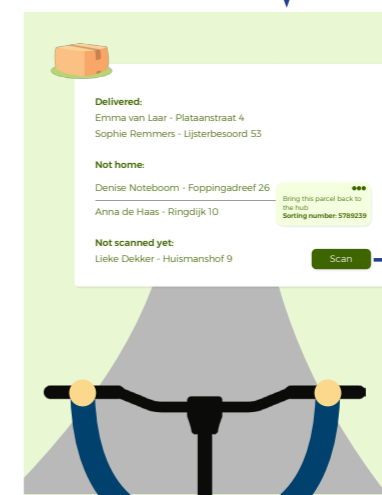 Delivered:
Emma van Laar - Plataanstraat 4
Sophie Remmers - Lijsterbesoord 53
Not home:
Denise Noteboom - Foppingadreef 26
Bring this parcel back to
the hub
Sorting number: 5789239
Anna de Haas - Ringdijk 10
Not scanned yet:
Lieke Dekker - Huismanshof 9
Scan